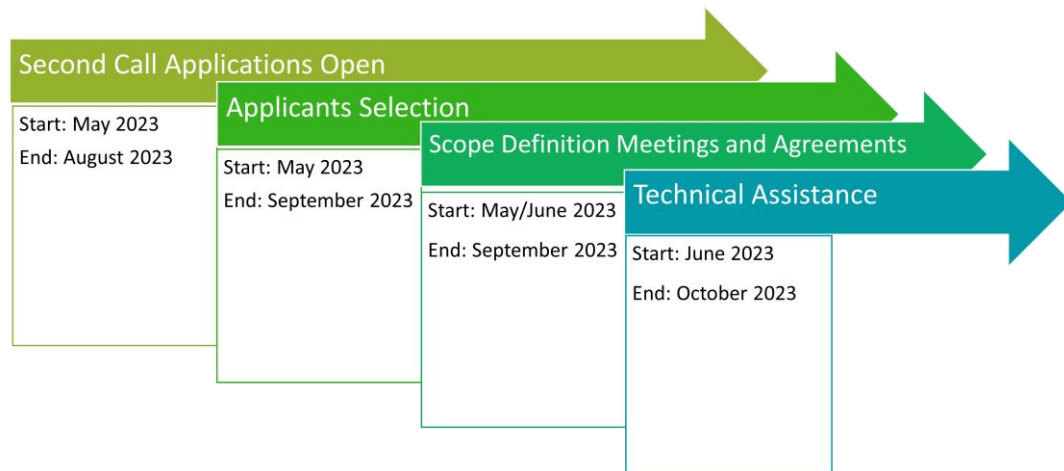 Second Call Applications Open
Start: May 2023
End: August 2023
Applicants Selection
Start: May 2023
End: September 2023
Scope Definition Meetings and Agreements
Start: May/June 2023
End: September 2023
Technical Assistance
Start: June 2023
End: October 2023